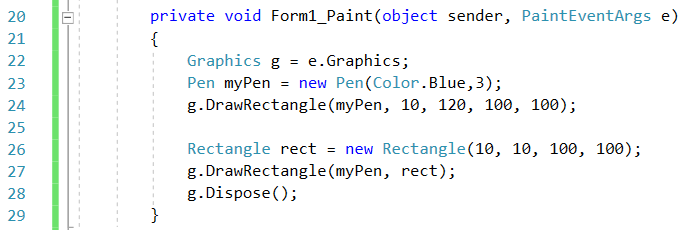 20 private void Form1_Paint(object sender, PaintEventArgs e)
21 {
22 Graphics g = e.Graphics;
23 Pen myPen = new Pen(Color.Blue,3);
24 g.DrawRectangle(myPen, 10, 120, 100, 100);
25
26 Rectangle rect = new Rectangle(10, 10, 100, 100);
27 g.DrawRectangle(myPen, rect);
28 g.Dispose();
29 }